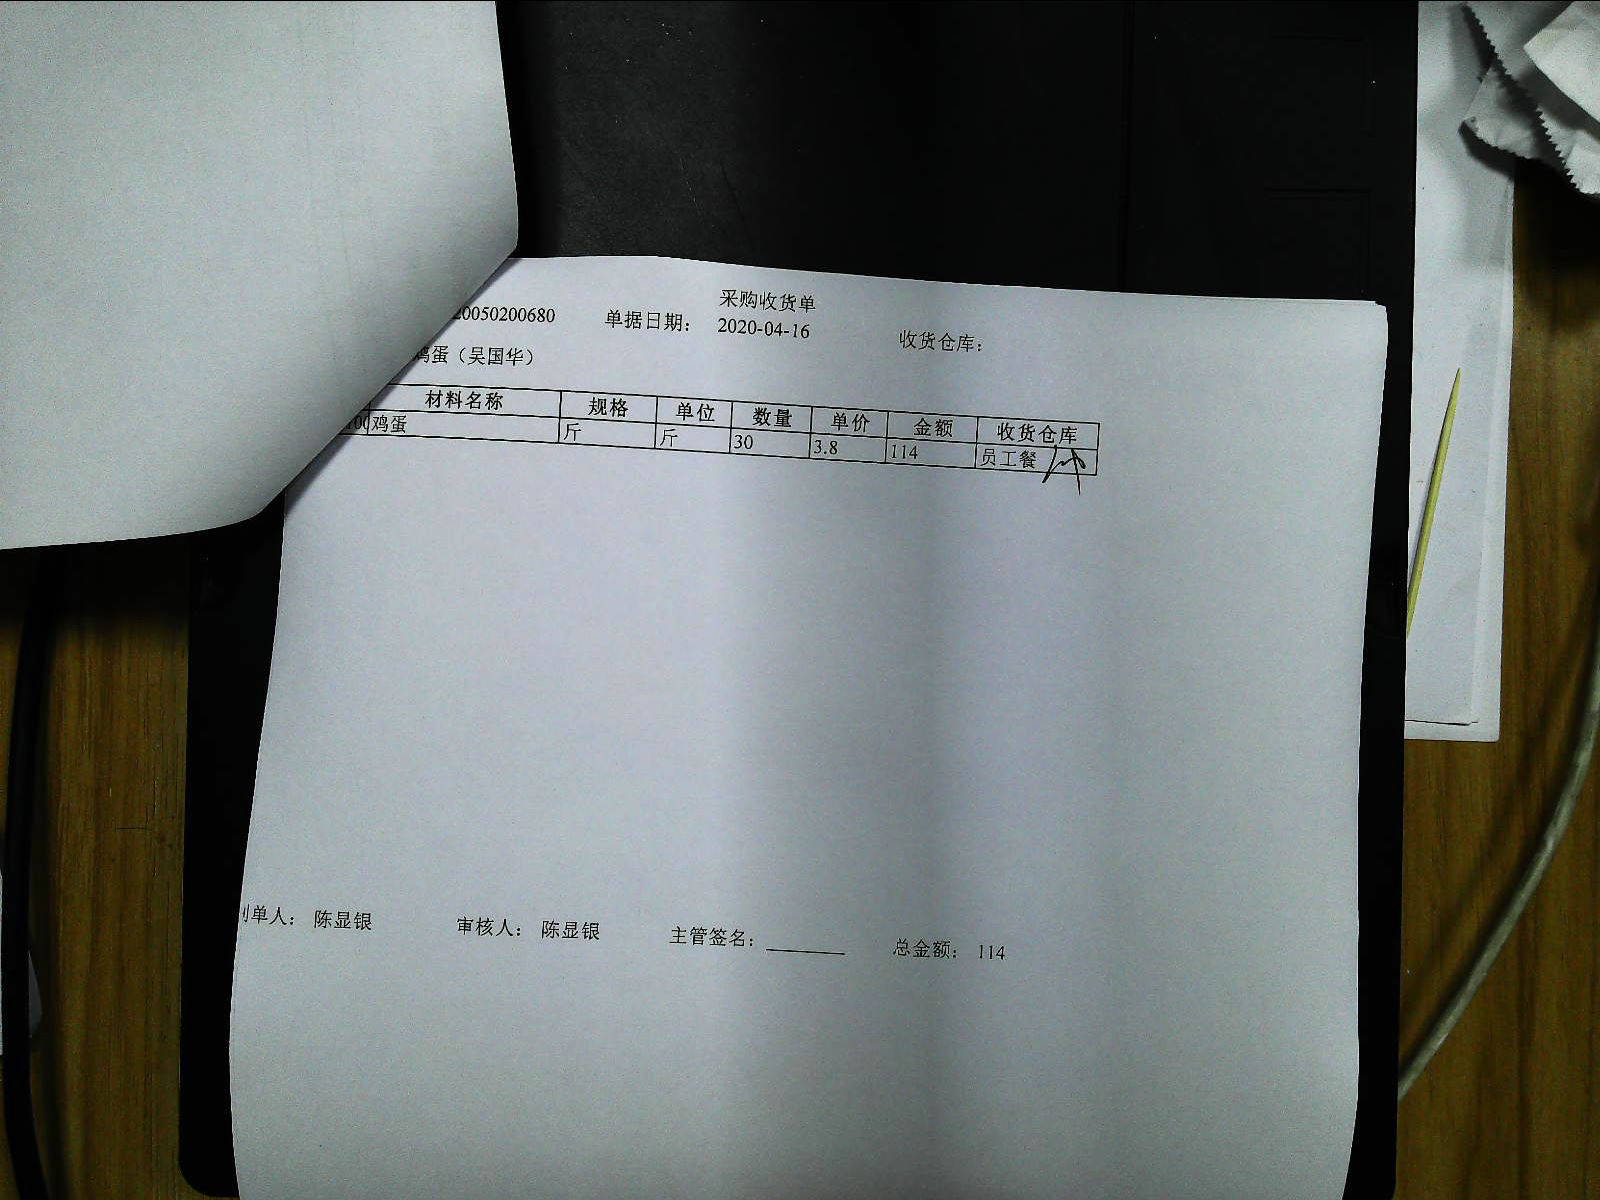 采购收货单
20050200680 单据日期： 2020-04-16 收货仓库：
鸡蛋（吴国华）
材料名称 规格 单位 数量 单价 金额 收货仓库
00 鸡蛋 斤 斤 30 3.8 114 员工餐
制单人： 陈显银 审核人： 陈显银 主管签名： 总金额： 114